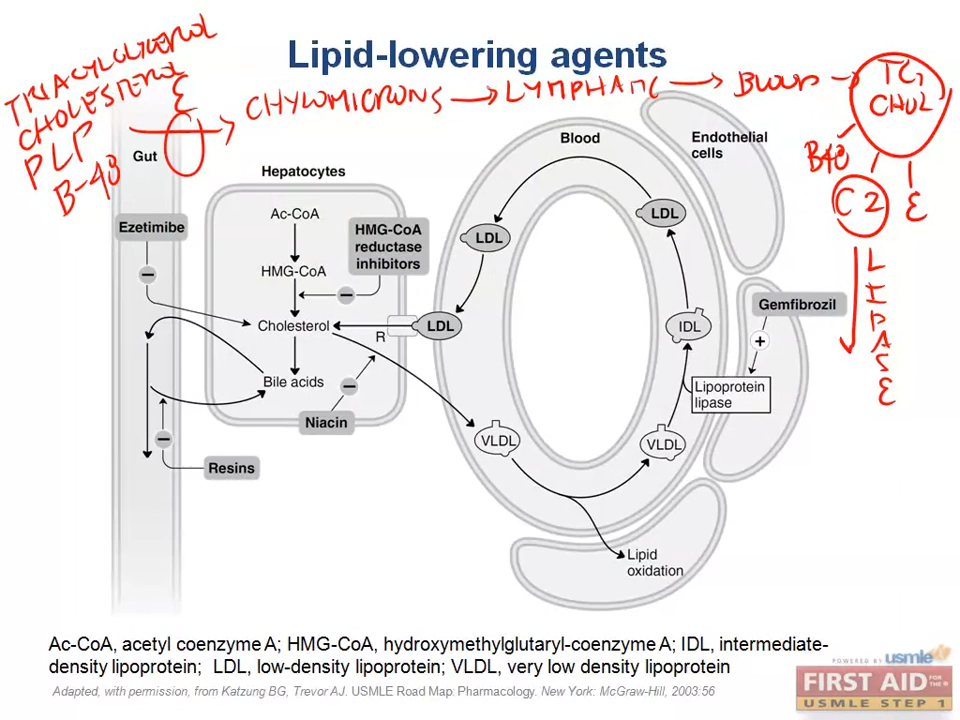 Lipid-lowering agents
TRIACYLGLYCEROL
CHOLESTEROL
PLP
B-48
CHYLOMICRONS → LYMPHATIC → BLOOD →
TG,
CHOL
B48
C2
E
LIPASE
Gut
Hepatocytes
Blood
Endothelial
cells
Ezetimibe
Ac-CoA
HMG-CoA
reductase
inhibitors
HMG-CoA
Cholesterol
R
LDL
LDL
LDL
IDL
Gemfibrozil
+
Lipoprotein
lipase
Bile acids
Niacin
Resins
VLDL
VLDL
Lipid
oxidation
Ac-CoA, acetyl coenzyme A; HMG-CoA, hydroxymethylglutaryl-coenzyme A; IDL, intermediate-
density lipoprotein; LDL, low-density lipoprotein; VLDL, very low density lipoprotein
Adapted, with permission, from Katzung BG, Trevor AJ. USMLE Road Map: Pharmacology. New York: McGraw-Hill, 2003:56
POWERED BY usmle
FIRST AID FOR THE
USMLE STEP 1